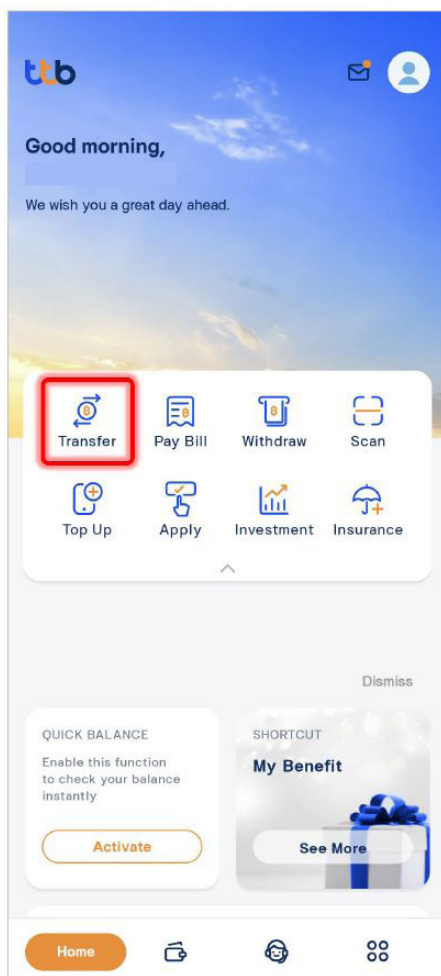 ttb
Good morning,
We wish you a great day ahead.
Transfer Pay Bill Withdraw Scan
Top Up Apply Investment Insurance
Dismiss
QUICK BALANCE
Enable this function
to check your balance
instantly
Activate
SHORTCUT
My Benefit
See More
Home